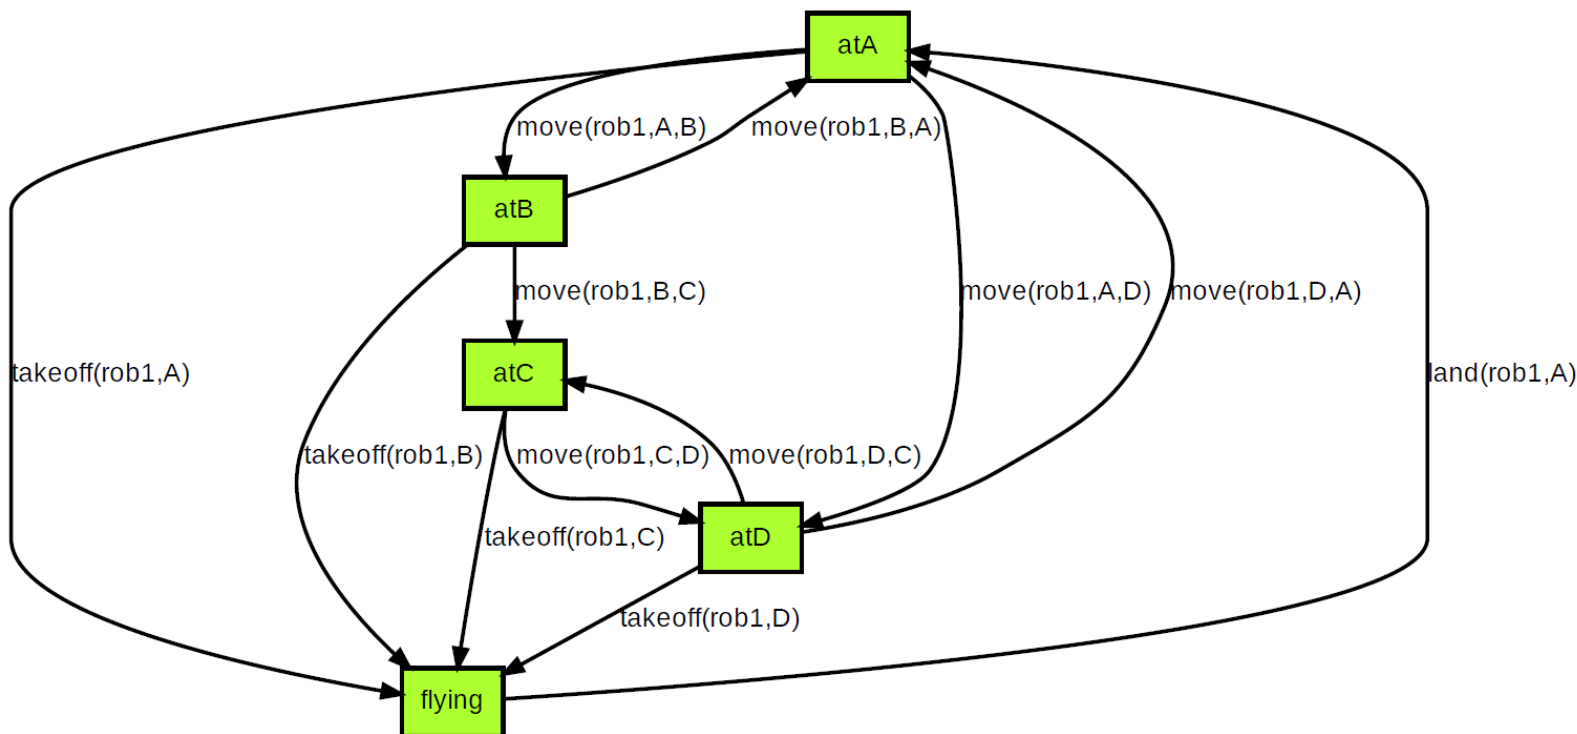 atA
move(rob1,A,B)
move(rob1,B,A)
atB
move(rob1,B,C)
move(rob1,A,D)
move(rob1,D,A)
takeoff(rob1,A)
atC
land(rob1,A)
takeoff(rob1,B)
move(rob1,C,D)
move(rob1,D,C)
takeoff(rob1,C)
atD
takeoff(rob1,D)
flying